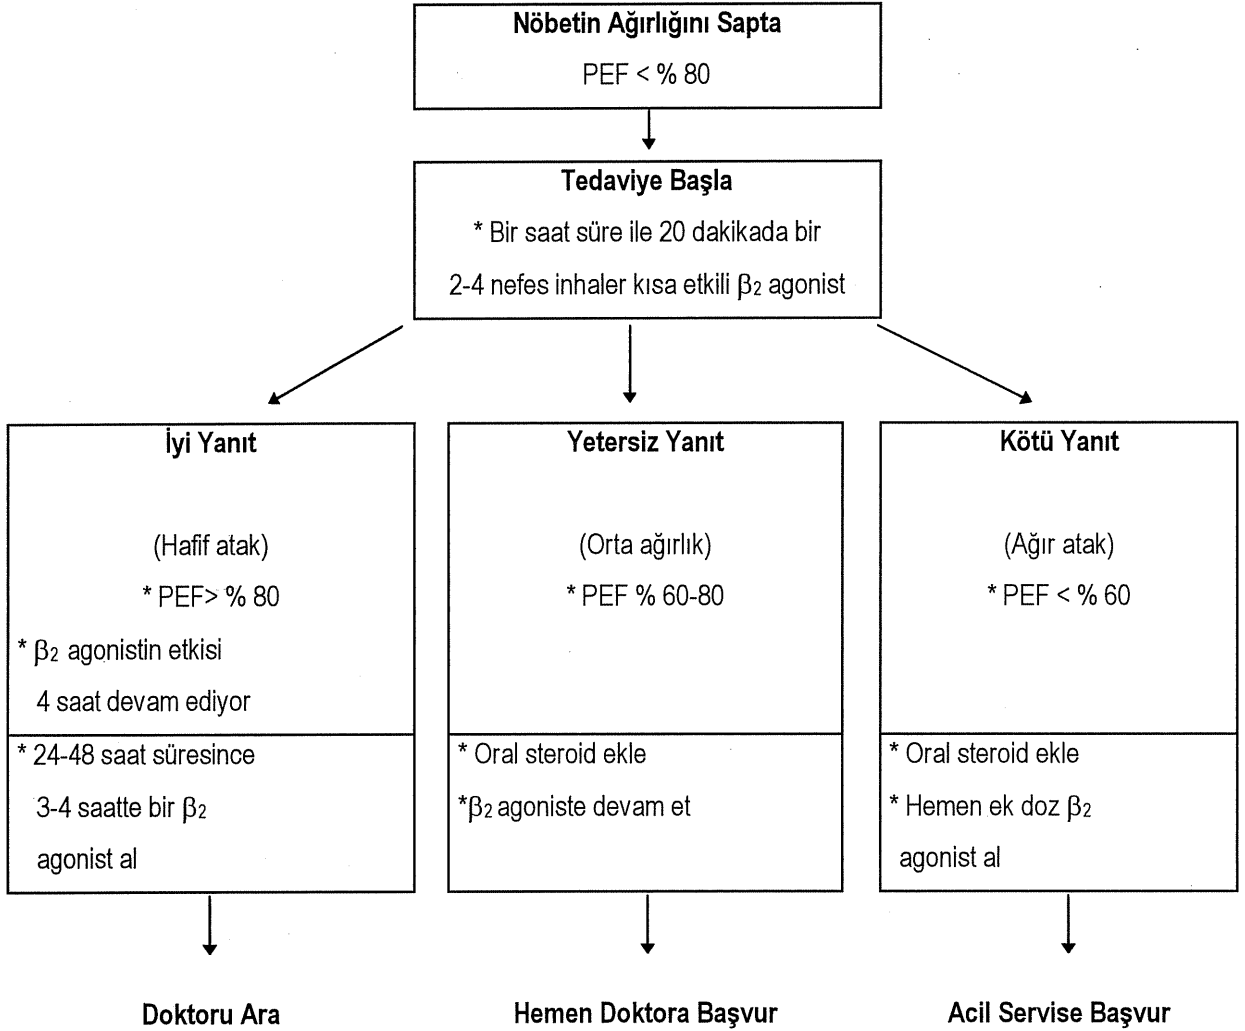 Nöbetin Ağırlığını Sapta
PEF < % 80
Tedaviye Başla
* Bir saat süre ile 20 dakikada bir
2-4 nefes inhaler kısa etkili β2 agonist
İyi Yanıt
(Hafif atak)
* PEF> % 80
* β2 agonistin etkisi
4 saat devam ediyor
* 24-48 saat süresince
3-4 saatte bir β2
agonist al
Doktoru Ara
Yetersiz Yanıt
(Orta ağırlık)
* PEF % 60-80
* Oral steroid ekle
*β2 agoniste devam et
Hemen Doktora Başvur
Kötü Yanıt
(Ağır atak)
* PEF < % 60
* Oral steroid ekle
* Hemen ek doz β2
agonist al
Acil Servise Başvur